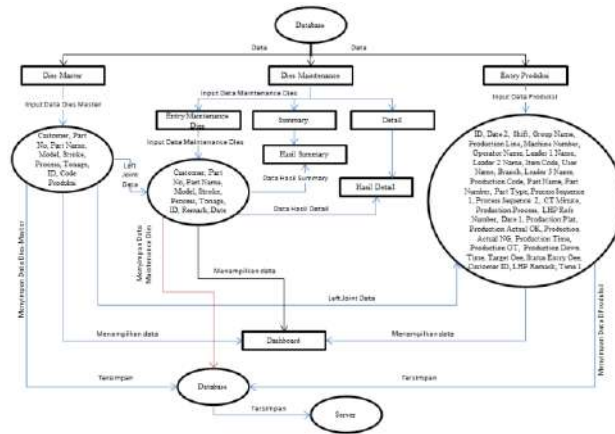 Database
Data
Data
Dies Master
Dies Maintenance
Entry Produksi
Input Data Dies Master
Input Data Maintenance Dies
Input Data Produksi
Entry Maintenance
Dies
Summary
Detail
Input Data Maintenance Dies
Hasil Summary
Hasil Detail
Customer, Part
No, Part Name,
Model, Stroke,
Process, Tonage,
ID, Code
Produksi
Left
Joint
Data
Customer, Part
No, Part Name,
Model, Stroke,
Process, Tonage,
ID, Remark, Date
Data Hasil Summary
Data Hasil Detail
ID, Date 2, Shift, Group Name,
Production Line, Machine Number,
Operator Name, Leader 1 Name,
Leader 2 Name, Item Code, User
Name, Branch, Leader 3 Name,
Production Code, Part Name, Part
Number, Part Type, Process Sequence
1, Process Sequence 2, CT Minute,
Production Process, LHP Refe
Number, Date 1, Production Plan,
Production Actual OK, Production
Actual NG, Production Time,
Production OT, Production Down
Time, Target Oee, Status Entry Oee,
Customer ID, LHP Remark, Time 1
Menyimpan Data Dies Master
Menyimpan Data
Maintenance Dies
Menampilkan data
Left Joint Data
Menyimpan Data
Menampilkan data
Dashboard
Menampilkan data
Tersimpan
Database
Tersimpan
Tersimpan
Server